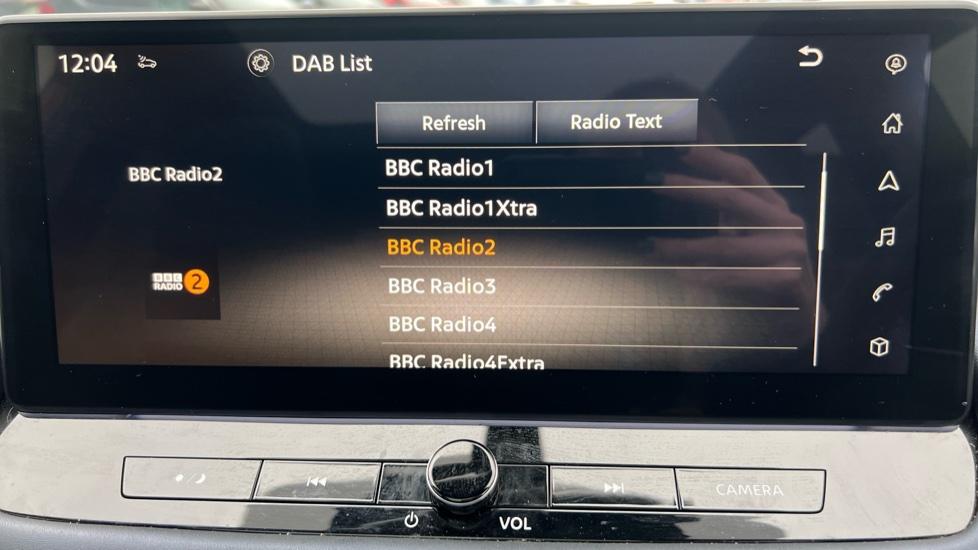 12:04
DAB List
Refresh
Radio Text
BBC Radio2
BBC RADIO 2
BBC Radio1
BBC Radio1Xtra
BBC Radio2
BBC Radio3
BBC Radio4
BBC Radio4Extra
CAMERA
VOL